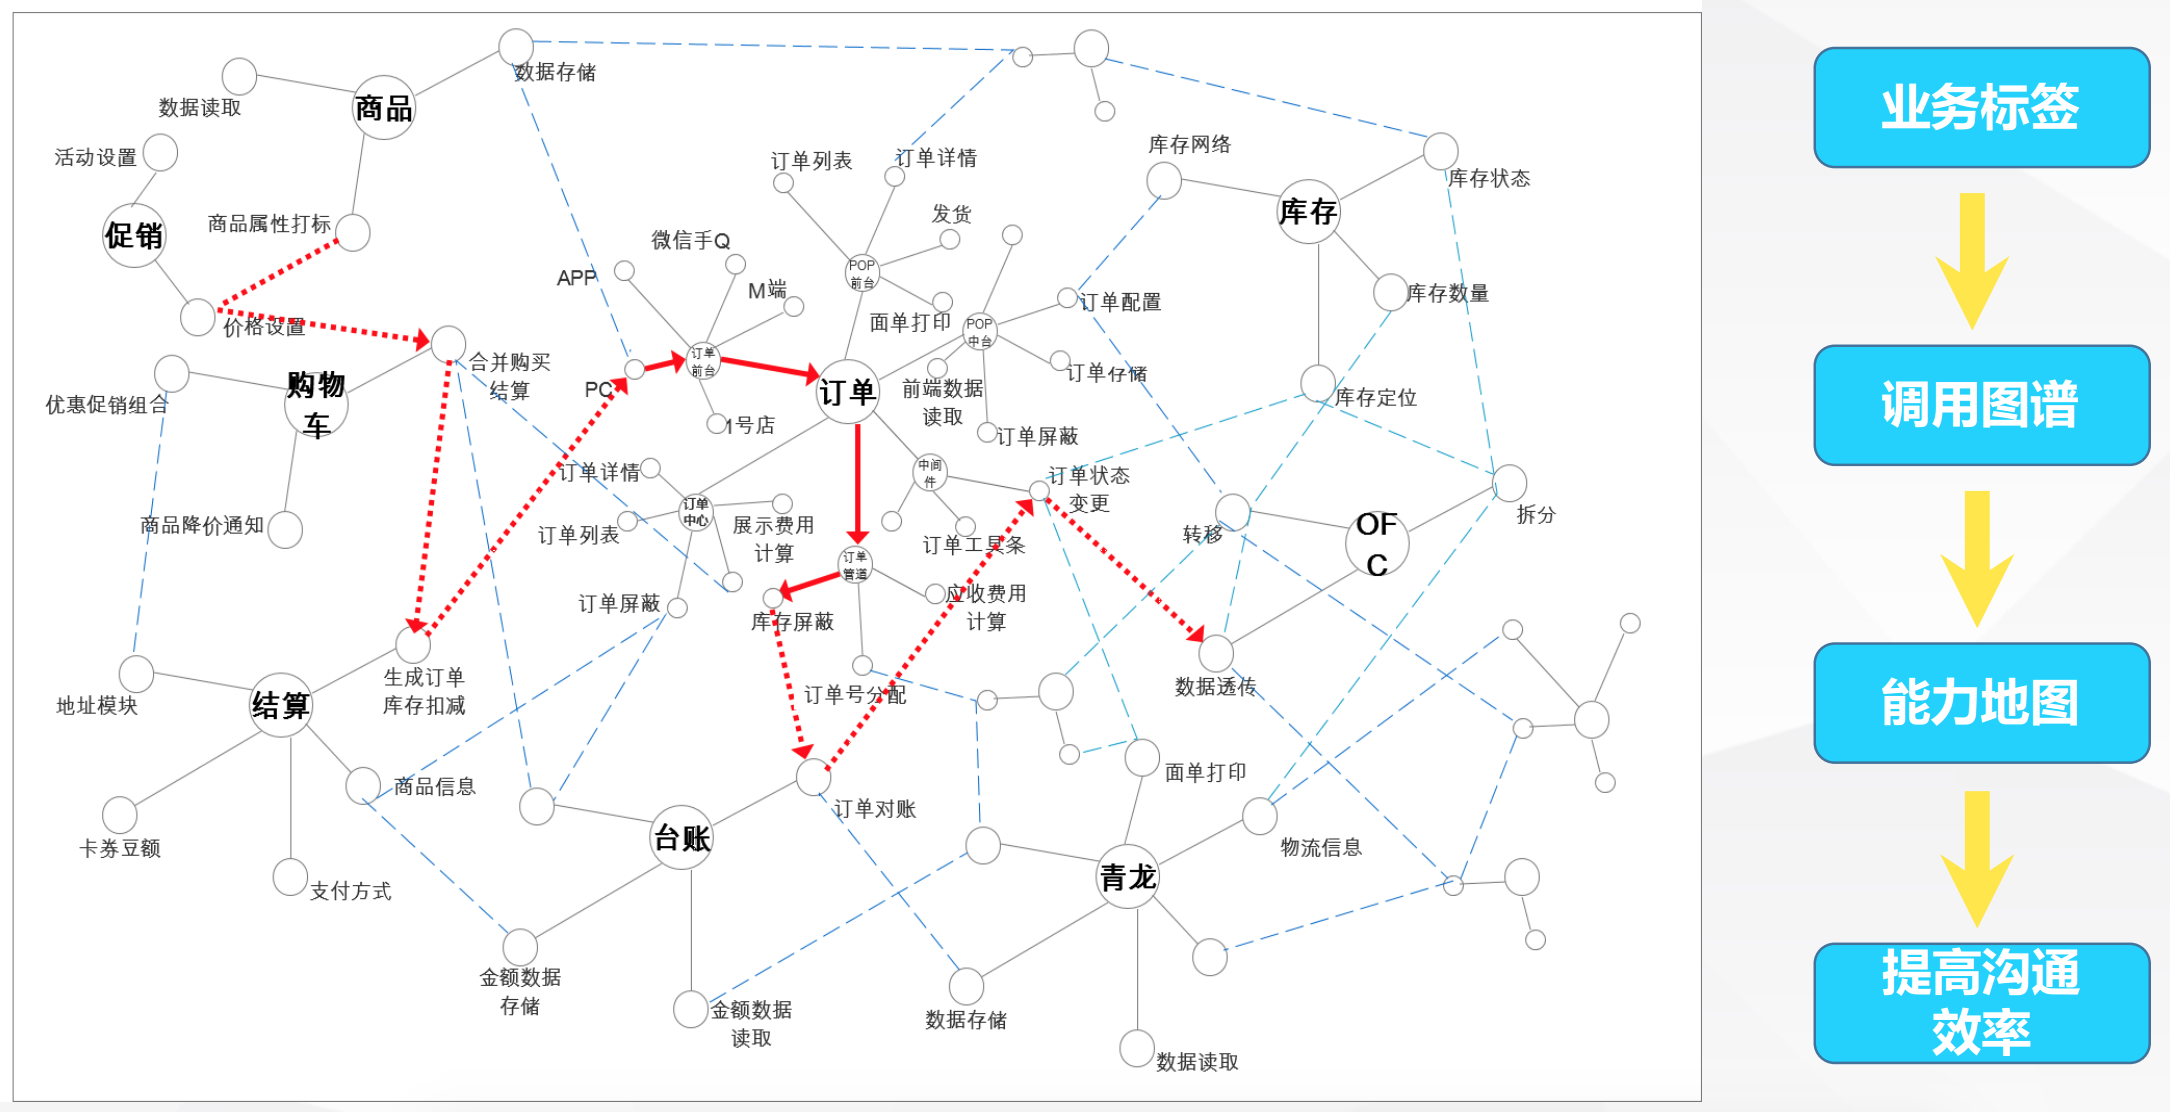 数据存储
数据读取
商品
活动设置
商品属性打标
促销
价格设置
合并购买
结算
购物
车
优惠促销组合
商品降价通知
地址模块
结算
生成订单
库存扣减
商品信息
卡券豆额
支付方式
订单列表
订单详情
发货
微信手Q
APP
M端
POP
前台
面单打印
POP
中台
订单配置
订单存储
前端数据
读取
订单屏蔽
订单
前台
PC
1号店
订单
订单详情
订单列表
订单
中心
展示费用
计算
订单屏蔽
中间
件
订单状态
变更
订单工具条
订单
管道
库存屏蔽
应收费用
计算
订单号分配
库存网络
库存
库存状态
库存数量
库存定位
转移
OF
C
拆分
数据透传
台账
订单对账
金额数据
存储
金额数据
读取
面单打印
青龙
物流信息
数据存储
数据读取
业务标签
调用图谱
能力地图
提高沟通
效率